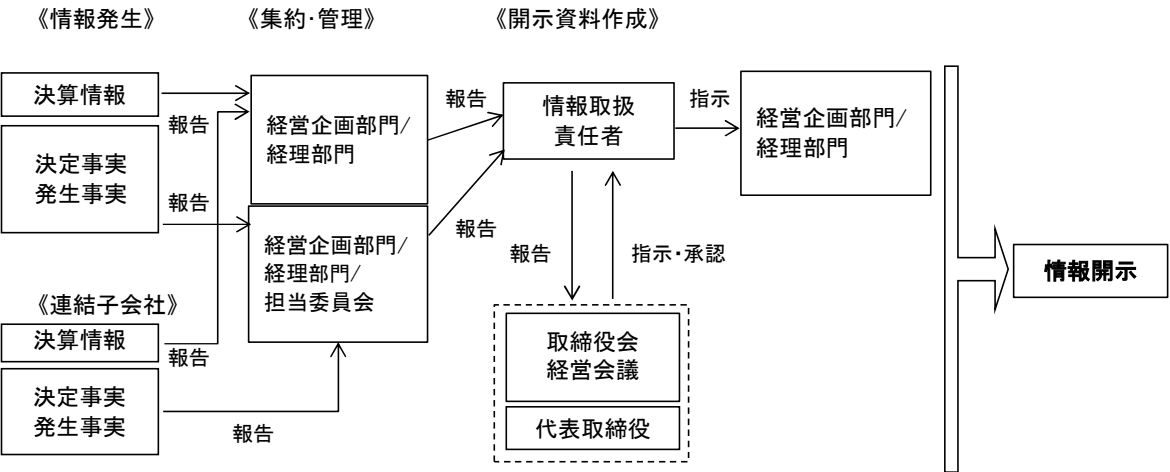 《情報発生》
《集約・管理》
《開示資料作成》
決算情報
報告
決定事実
発生事実
報告
《連結子会社》
決算情報
報告
決定事実
発生事実
報告
経営企画部門/
経理部門
報告
経営企画部門/
経理部門/
担当委員会
報告
情報取扱
責任者
指示
経営企画部門/
経理部門
報告
指示・承認
取締役会
経営会議
代表取締役
情報開示